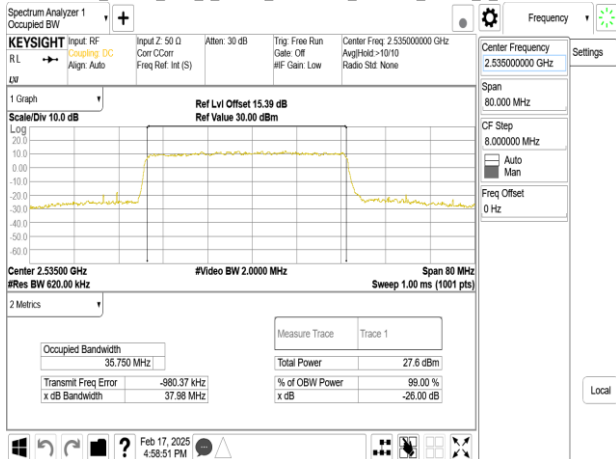 Spectrum Analyzer 1
Occupied BW
Frequency
KEYSIGHT
RL
LXI
Input: RF
Coupling: DC
Align: Auto
Input Z: 50 Ω
Corr CCorr
Freq Ref: Int (S)
Atten: 30 dB
Trig: Free Run
Gate: Off
#IF Gain: Low
Center Freq: 2.535000000 GHz
Avg|Hold:>10/10
Radio Std: None
Center Frequency
2.535000000 GHz
Settings
Span
80.000 MHz
CF Step
8.000000 MHz
Auto
Man
Freq Offset
0 Hz
Local
1 Graph
Scale/Div 10.0 dB
Ref Lvl Offset 15.39 dB
Ref Value 30.00 dBm
Log
20.0
10.0
0.00
-10.0
-20.0
-30.0
-40.0
-50.0
-60.0
Center 2.53500 GHz
#Video BW 2.0000 MHz
Span 80 MHz
#Res BW 620.00 kHz
Sweep 1.00 ms (1001 pts)
2 Metrics
Measure Trace
Trace 1
Occupied Bandwidth
35.750 MHz
Total Power
27.6 dBm
Transmit Freq Error
-980.37 kHz
% of OBW Power
99.00 %
x dB Bandwidth
37.98 MHz
x dB
-26.00 dB
Feb 17, 2025
4:58:51 PM